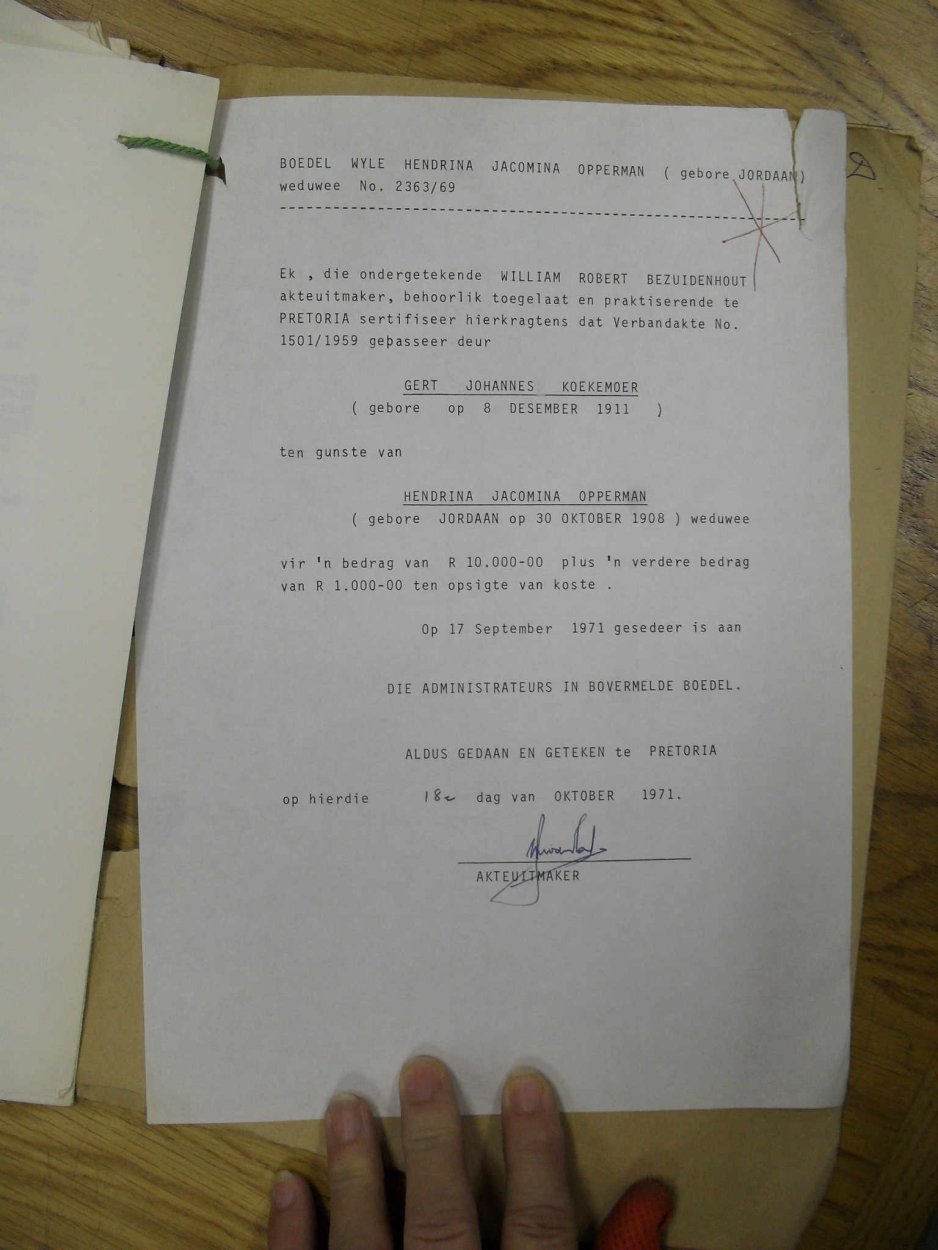 BOEDEL WYLE HENDRINA JACOMINA OPPERMAN ( gebore JORDAAN)
weduwee No. 2363/69
Ek , die ondergetekende WILLIAM ROBERT BEZUIDENHOUT
akteuitmaker, behoorlik toegelaat en praktiserende te
PRETORIA sertifiseer hierkragtens dat Verbandakte No.
1501/1959 gepasseer deur
GERT JOHANNES KOEKEMOER
( gebore op 8 DESEMBER 1911 )
ten gunste van
HENDRINA JACOMINA OPPERMAN
( gebore JORDAAN op 30 OKTOBER 1908 ) weduwee
vir 'n bedrag van R 10.000-00 plus 'n verdere bedrag
van R 1.000-00 ten opsigte van koste .
Op 17 September 1971 gesedeer is aan
DIE ADMINISTRATEURS IN BOVERMELDE BOEDEL.
ALDUS GEDAAN EN GETEKEN te PRETORIA
op hierdie 18e dag van OKTOBER 1971.
AKTEUITMAKER